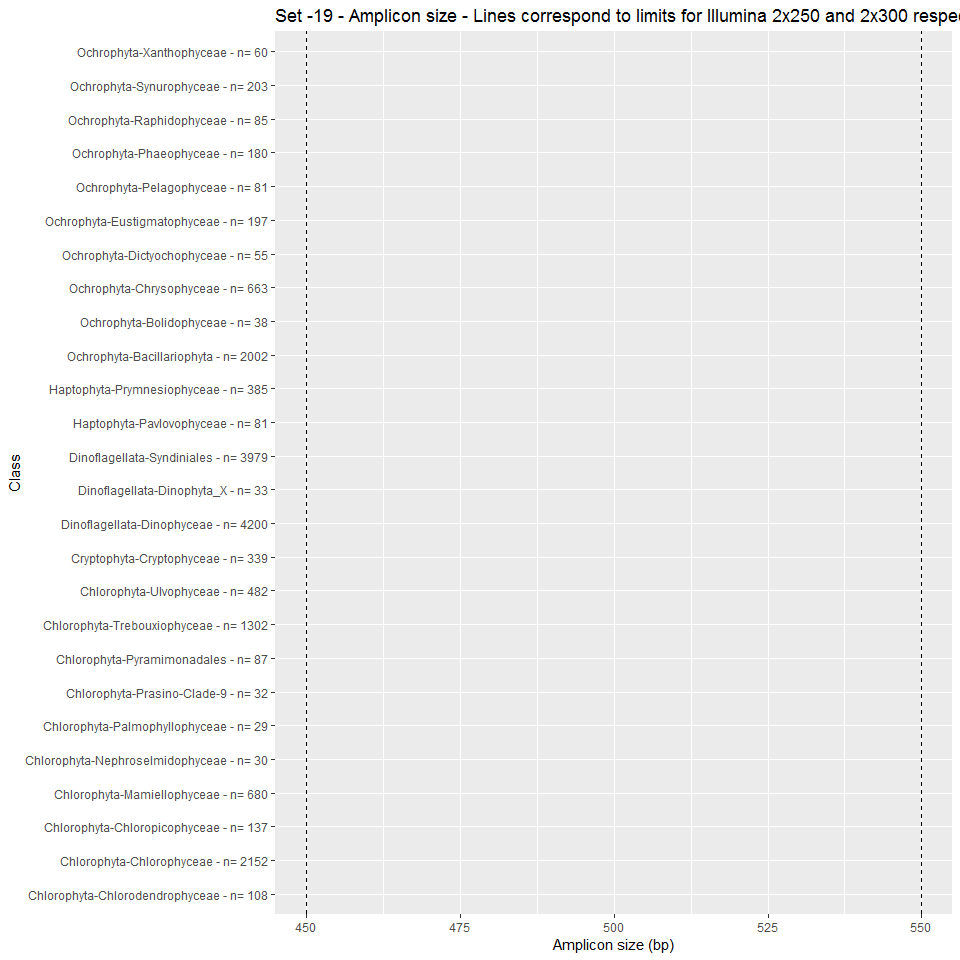 Set -19 - Amplicon size - Lines correspond to limits for Illumina 2x250 and 2x300 respec
Ochrophyta-Xanthophyceae - n= 60
Ochrophyta-Synurophyceae - n= 203
Ochrophyta-Raphidophyceae - n= 85
Ochrophyta-Phaeophyceae - n= 180
Ochrophyta-Pelagophyceae - n= 81
Ochrophyta-Eustigmatophyceae - n= 197
Ochrophyta-Dictyochophyceae - n= 55
Ochrophyta-Chrysophyceae - n= 663
Ochrophyta-Bolidophyceae - n= 38
Ochrophyta-Bacillariophyta - n= 2002
Haptophyta-Prymnesiophyceae - n= 385
Haptophyta-Pavlovophyceae - n= 81
Dinoflagellata-Syndiniales - n= 3979
Dinoflagellata-Dinophyta_X - n= 33
Dinoflagellata-Dinophyceae - n= 4200
Cryptophyta-Cryptophyceae - n= 339
Chlorophyta-Ulvophyceae - n= 482
Chlorophyta-Trebouxiophyceae - n= 1302
Chlorophyta-Pyramimonadales - n= 87
Chlorophyta-Prasino-Clade-9 - n= 32
Chlorophyta-Palmophyllophyceae - n= 29
Chlorophyta-Nephroselmidophyceae - n= 30
Chlorophyta-Mamiellophyceae - n= 680
Chlorophyta-Chloropicophyceae - n= 137
Chlorophyta-Chlorophyceae - n= 2152
Chlorophyta-Chlorodendrophyceae - n= 108
Class
450 475 500 525 550
Amplicon size (bp)